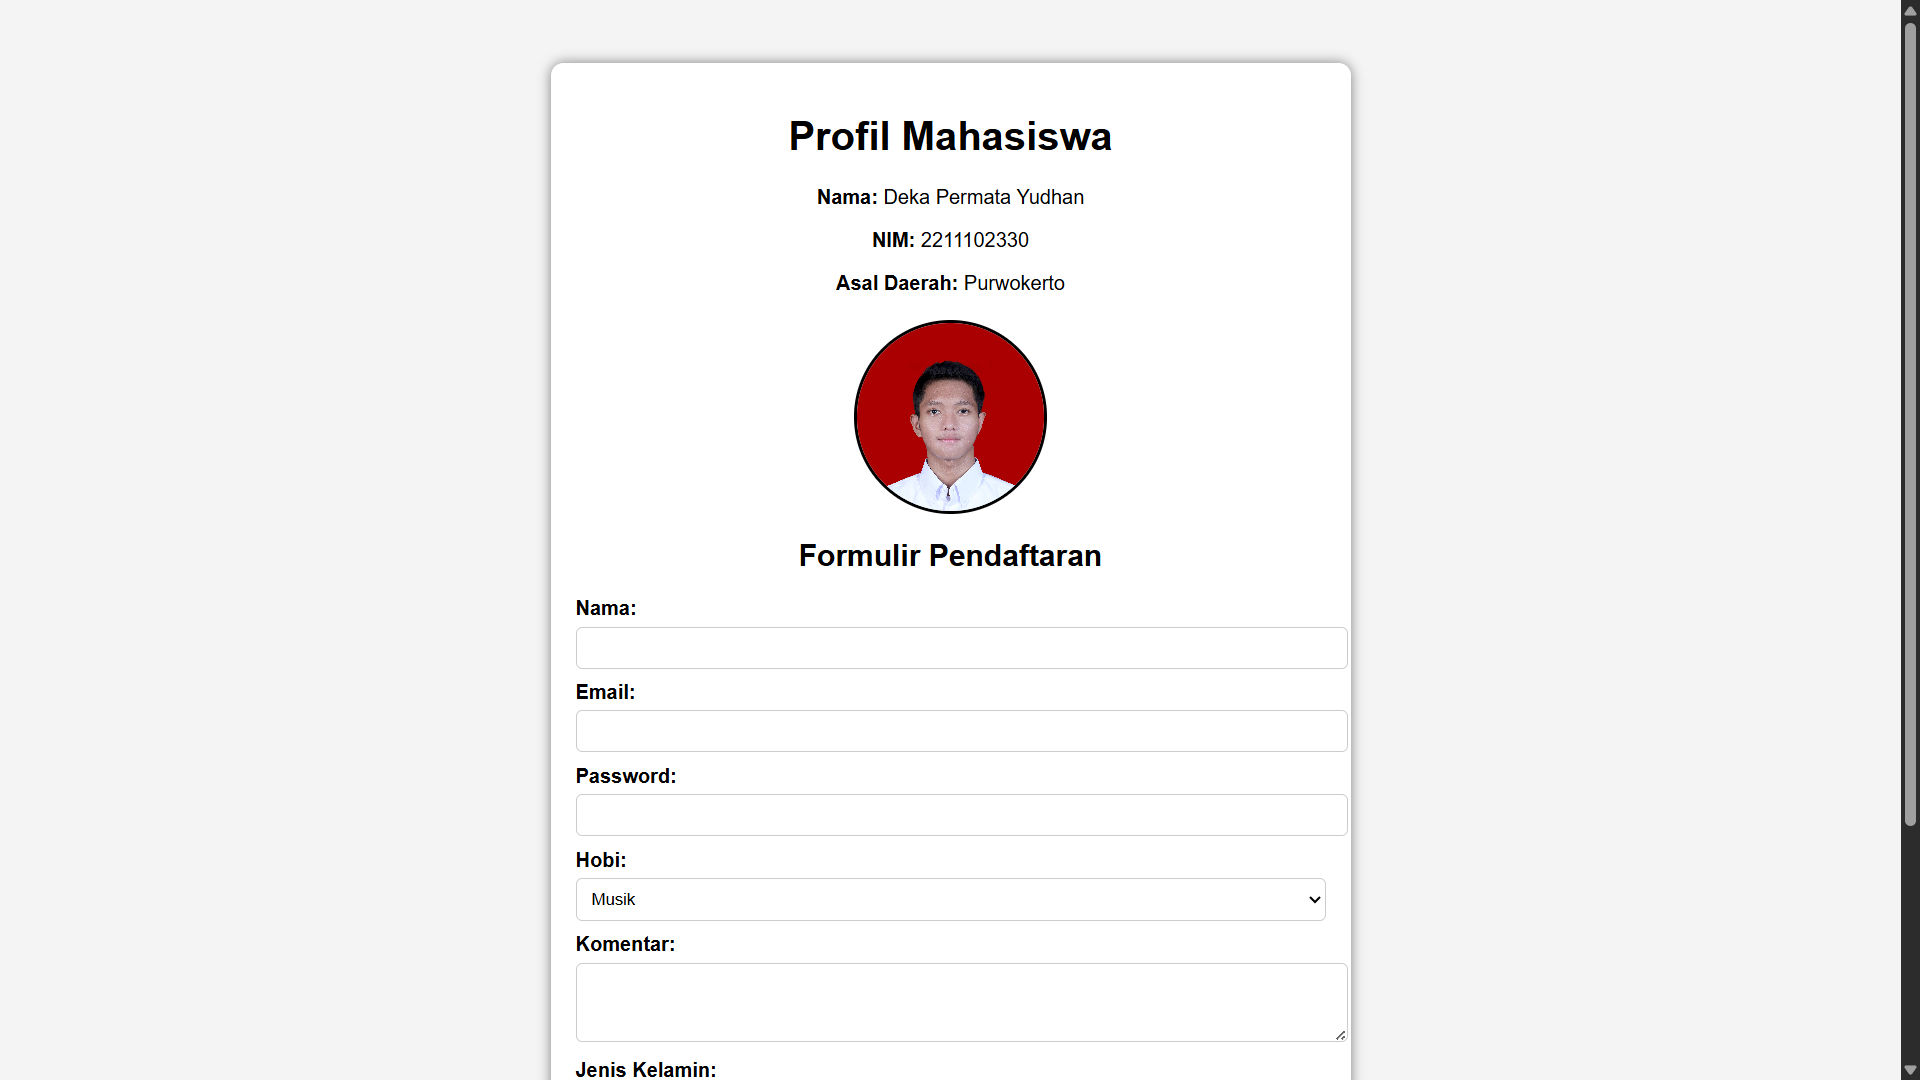 Profil Mahasiswa
Nama: Deka Permata Yudhan
NIM: 2211102330
Asal Daerah: Purwokerto
Formulir Pendaftaran
Nama:
Email:
Password:
Hobi:
Musik
Komentar:
Jenis Kelamin: